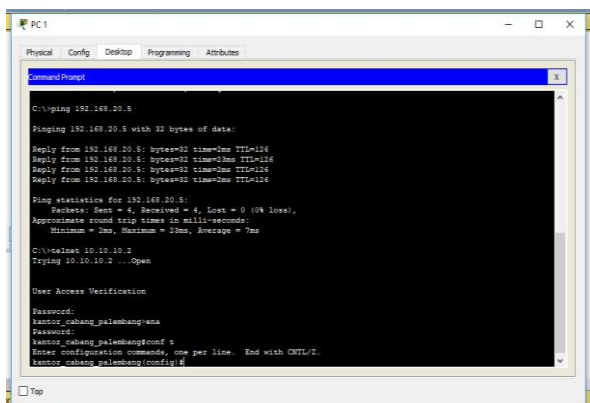 PC 1
Physical Config Desktop Programming Attributes
Command Prompt X
C:\>ping 192.168.20.5
Pinging 192.168.20.5 with 32 bytes of data:
Reply from 192.168.20.5: bytes=32 time=2ms TTL=126
Reply from 192.168.20.5: bytes=32 time=23ms TTL=126
Reply from 192.168.20.5: bytes=32 time=2ms TTL=126
Reply from 192.168.20.5: bytes=32 time=2ms TTL=126
Ping statistics for 192.168.20.5:
Packets: Sent = 4, Received = 4, Lost = 0 (0% loss),
Approximate round trip times in milli-seconds:
Minimum = 2ms, Maximum = 23ms, Average = 7ms
C:\>telnet 10.10.10.2
Trying 10.10.10.2 ...Open
User Access Verification
Password:
kantor_cabang_palembang>ena
Password:
kantor_cabang_palembang#conf t
Enter configuration commands, one per line. End with CNTL/Z.
kantor_cabang_palembang(config)#
Top